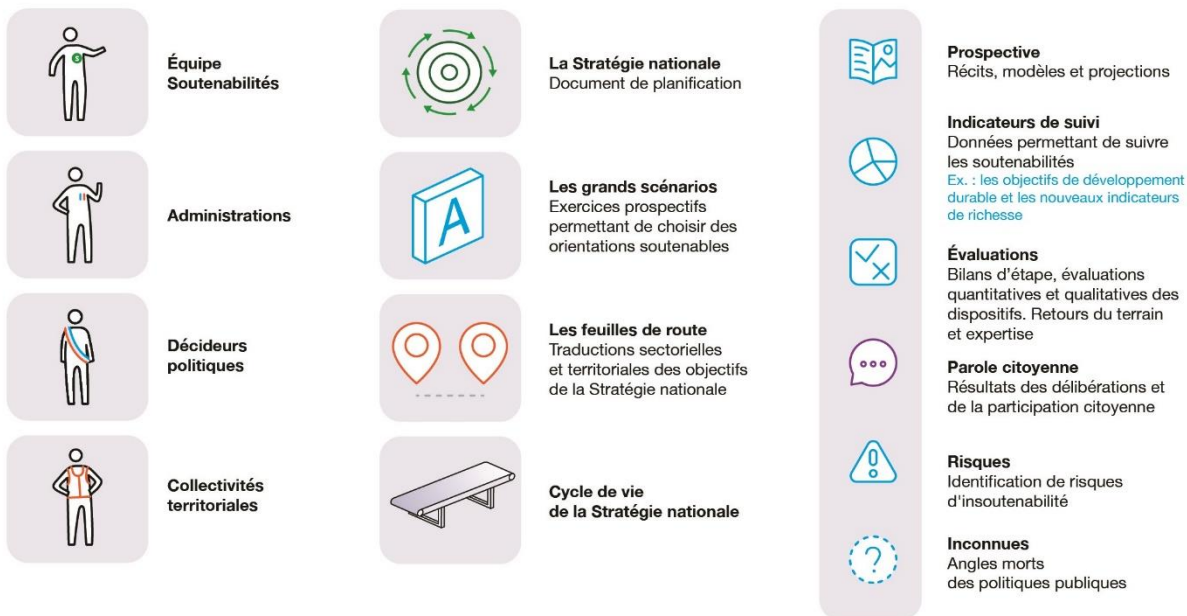 Équipe
Soutenabilités
Administrations
Décideurs
politiques
Collectivités
territoriales
La Stratégie nationale
Document de planification
A
Les grands scénarios
Exercices prospectifs
permettant de choisir des
orientations soutenables
Les feuilles de route
Traductions sectorielles
et territoriales des objectifs
de la Stratégie nationale
Cycle de vie
de la Stratégie nationale
Prospective
Récits, modèles et projections
Indicateurs de suivi
Données permettant de suivre
les soutenabilités
Ex. : les objectifs de développement
durable et les nouveaux indicateurs
de richesse
Évaluations
Bilans d'étape, évaluations
quantitatives et qualitatives des
dispositifs. Retours du terrain
et expertise
Parole citoyenne
Résultats des délibérations et
de la participation citoyenne
Risques
Identification de risques
d'insoutenabilité
?
Inconnues
Angles morts
des politiques publiques